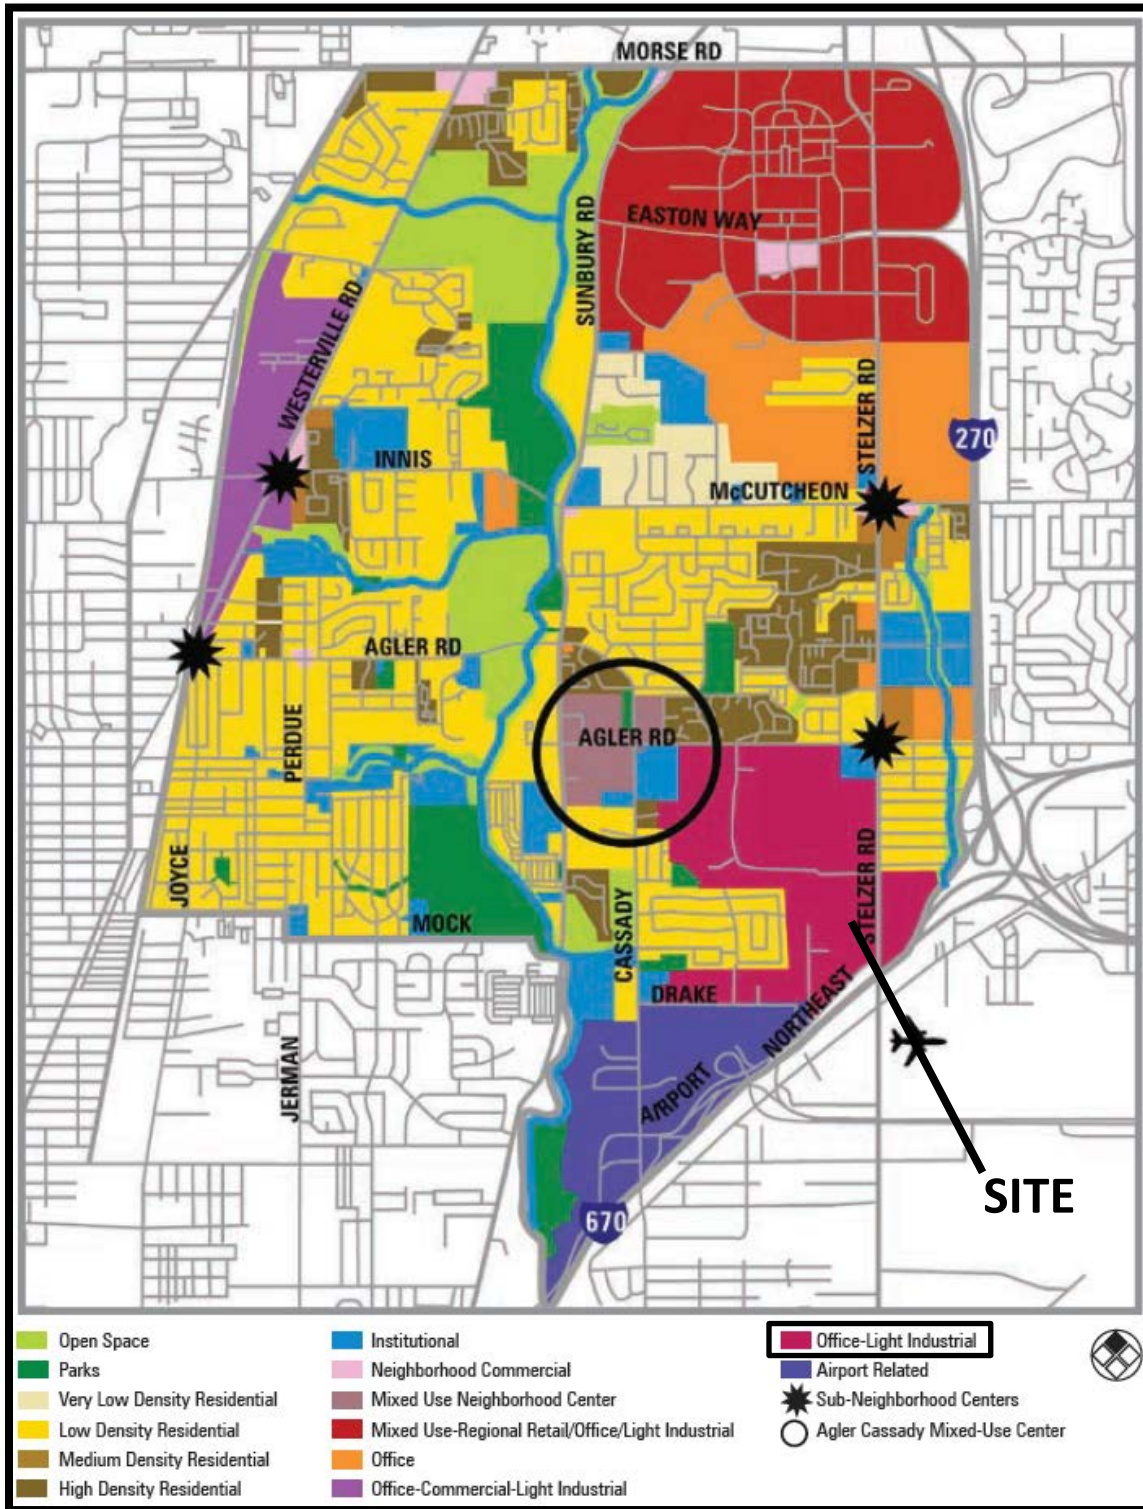 MORSE RD
EASTON WAY
SUNBURY RD
WESTERVILLE RD
STELZER RD
270
INNIS
McCUTCHEON
AGLER RD
PERDUE
AGLER RD
JOYCE
STELZER RD
MOCK
CASSADY
DRAKE
NORTHEAST
JERMAN
AIRPORT
SITE
670
Open Space
Parks
Very Low Density Residential
Low Density Residential
Medium Density Residential
High Density Residential
Institutional
Neighborhood Commercial
Mixed Use Neighborhood Center
Mixed Use-Regional Retail/Office/Light Industrial
Office
Office-Commercial-Light Industrial
Office-Light Industrial
Airport Related
Sub-Neighborhood Centers
Agler Cassady Mixed-Use Center